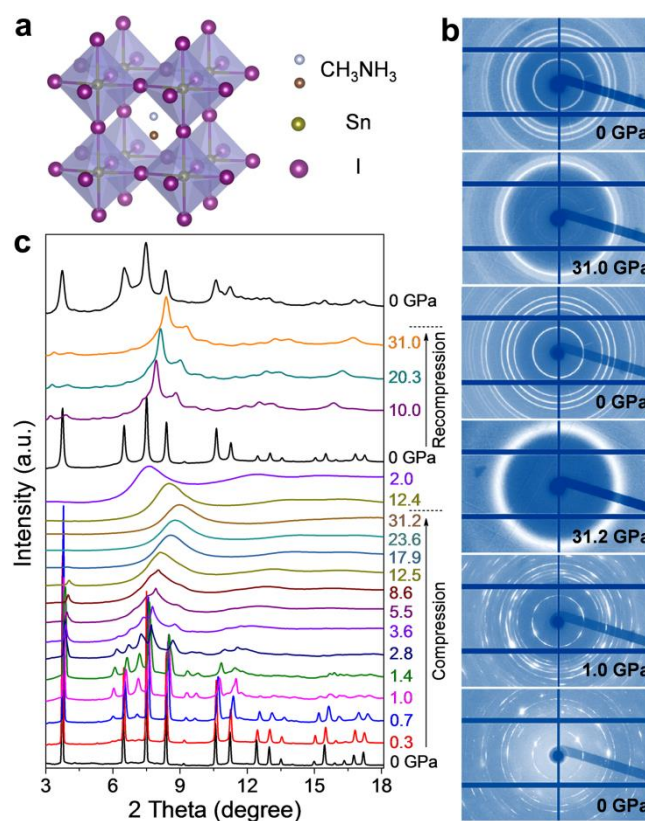 a
CH₃NH₃
Sn
I
b
0 GPa
31.0 GPa
0 GPa
31.2 GPa
1.0 GPa
0 GPa
c
0 GPa
31.0
20.3
10.0
0 GPa
2.0
12.4
31.2
23.6
17.9
12.5
8.6
5.5
3.6
2.8
1.4
1.0
0.7
0.3
0 GPa
Recompression
Compression
Intensity (a.u.)
3 6 9 12 15 18
2 Theta (degree)